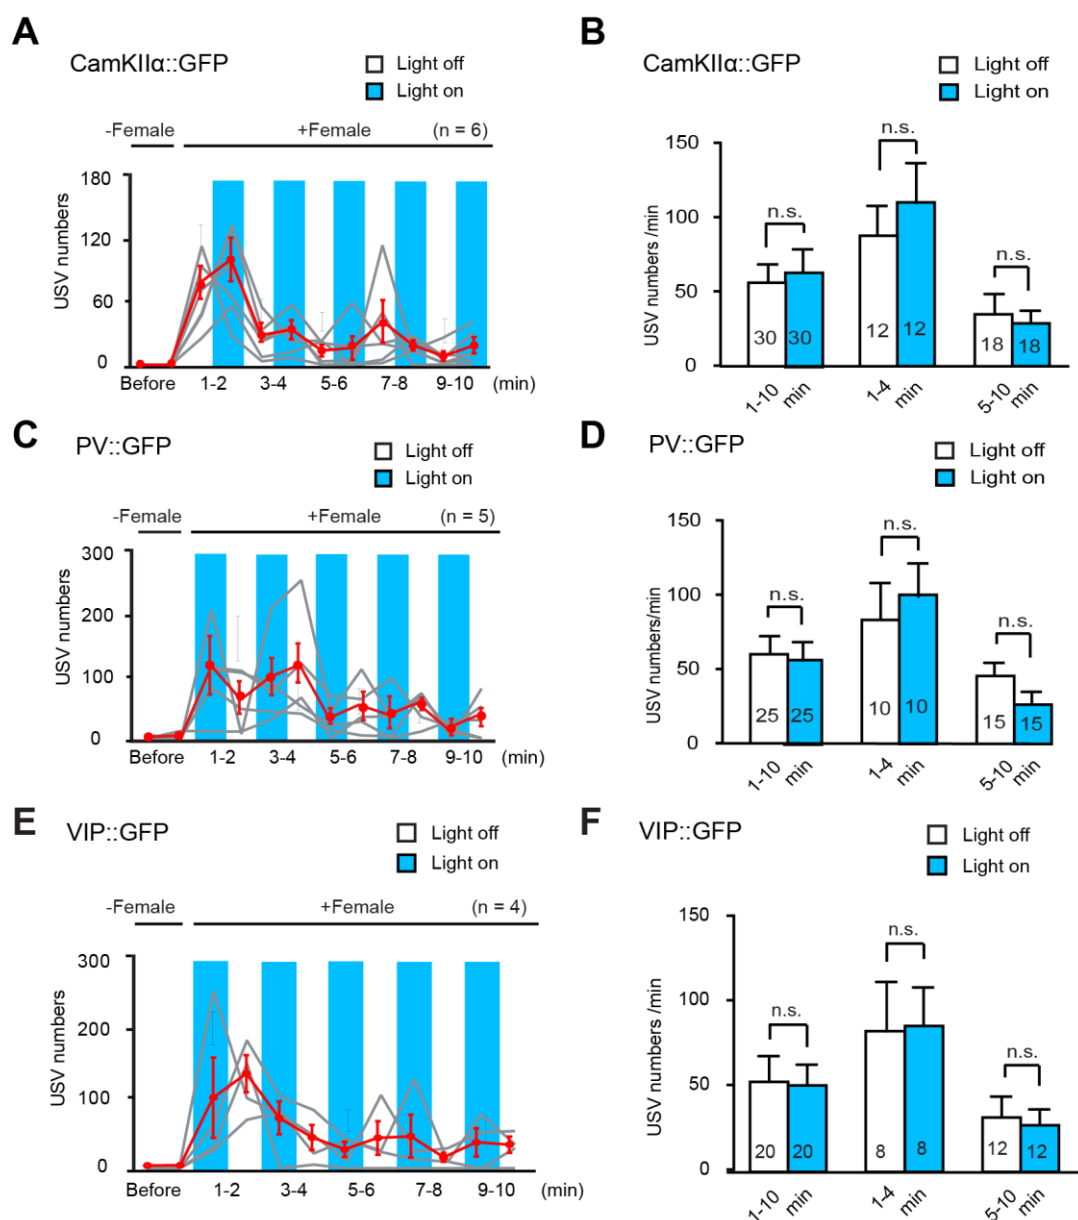 A
CamKIIα::GFP
Light off
Light on
-Female
+Female
(n = 6)
USV numbers
180
120
60
0
Before
1-2
3-4
5-6
7-8
9-10
(min)
B
CamKIIα::GFP
Light off
Light on
USV numbers /min
150
100
50
0
n.s.
n.s.
n.s.
30
30
12
12
18
18
1-10 min
1-4 min
5-10 min
C
PV::GFP
Light off
Light on
-Female
+Female
(n = 5)
USV numbers
300
200
100
0
Before
1-2
3-4
5-6
7-8
9-10
(min)
D
PV::GFP
Light off
Light on
USV numbers/min
150
100
50
0
n.s.
n.s.
n.s.
25
25
10
10
15
15
1-10 min
1-4 min
5-10 min
E
VIP::GFP
Light off
Light on
-Female
+Female
(n = 4)
USV numbers
300
200
100
0
Before
1-2
3-4
5-6
7-8
9-10
(min)
F
VIP::GFP
Light off
Light on
USV numbers /min
150
100
50
0
n.s.
n.s.
n.s.
20
20
8
8
12
12
1-10 min
1-4 min
5-10 min